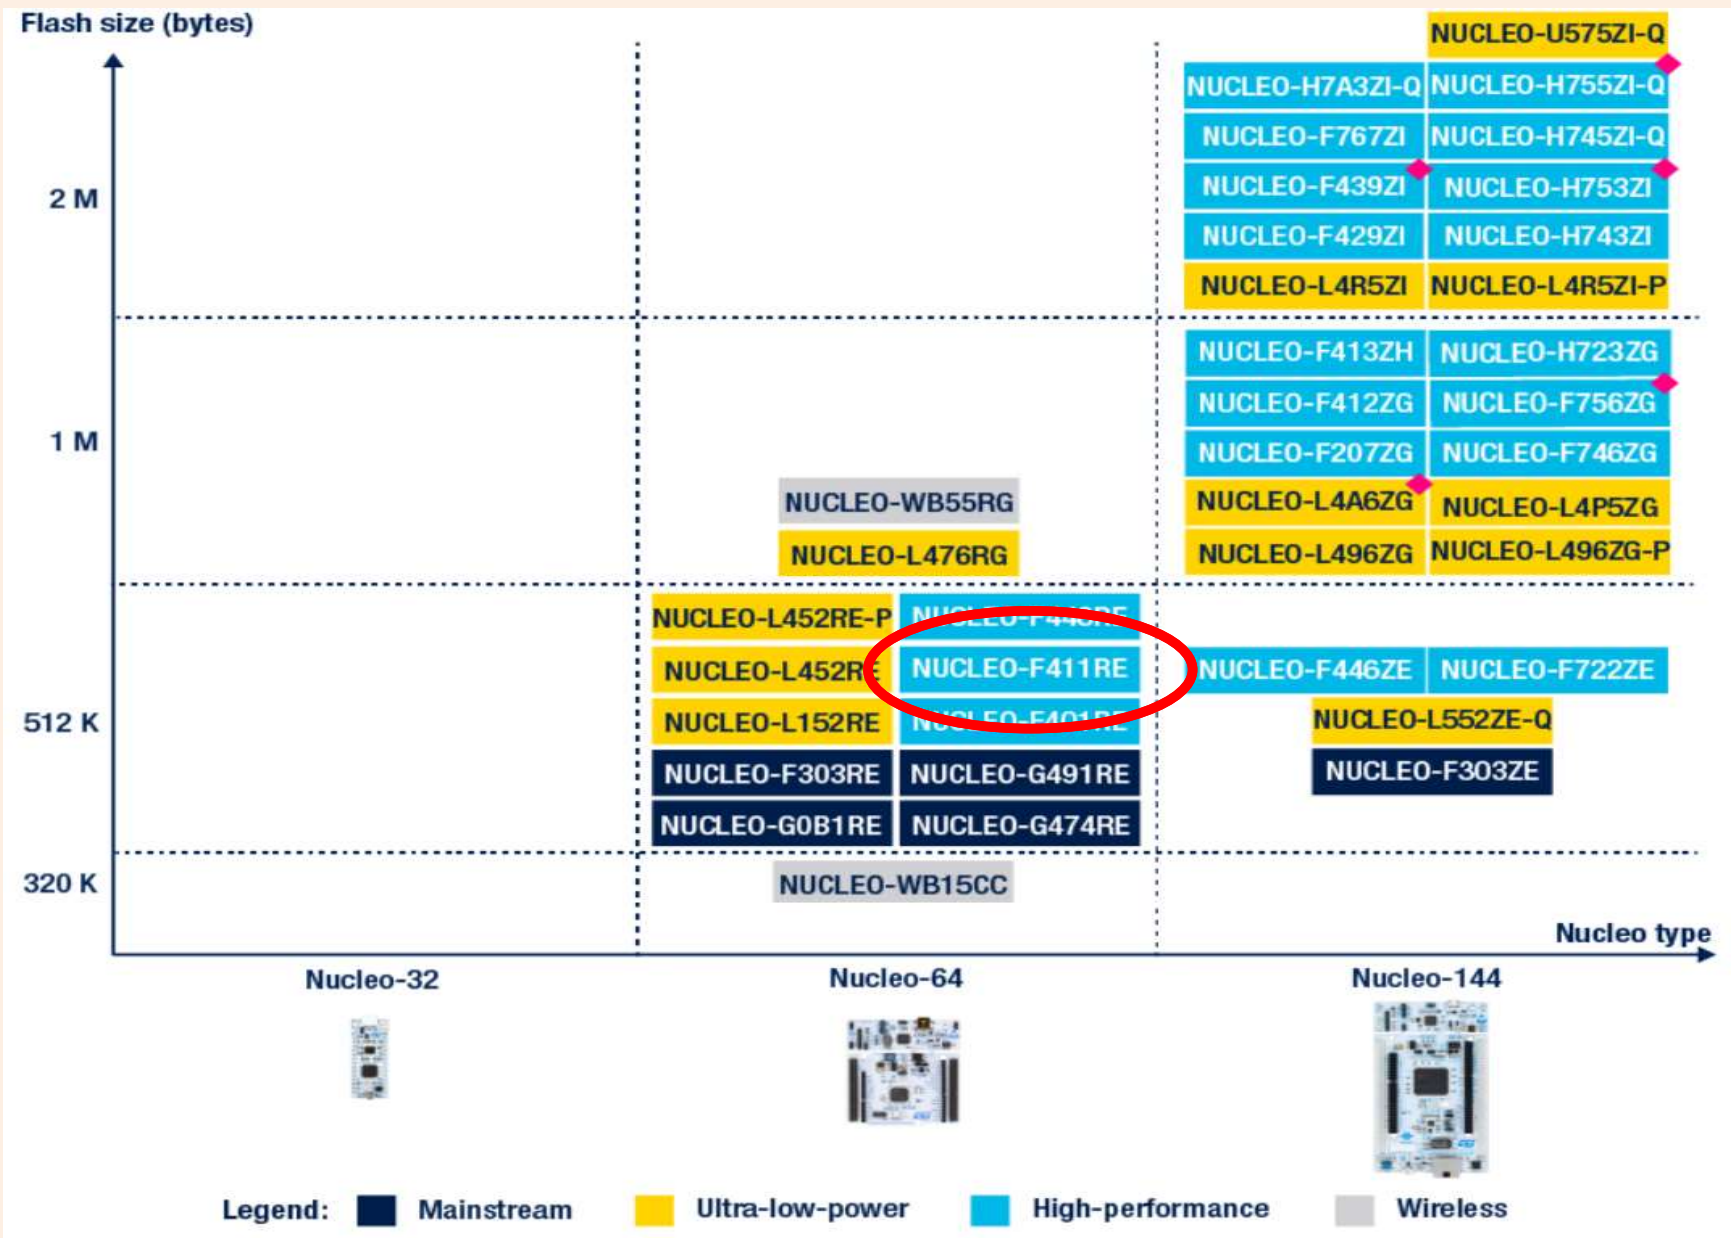 Flash size (bytes)
NUCLEO-U575ZI-Q
NUCLEO-H7A3ZI-Q NUCLEO-H755ZI-Q
NUCLEO-F767ZI NUCLEO-H745ZI-Q
2 M
NUCLEO-F439ZI NUCLEO-H753ZI
NUCLEO-F429ZI NUCLEO-H743ZI
NUCLEO-L4R5ZI NUCLEO-L4R5ZI-P
NUCLEO-F413ZH NUCLEO-H723ZG
NUCLEO-F412ZG NUCLEO-F756ZG
1 M
NUCLEO-F207ZG NUCLEO-F746ZG
NUCLEO-WB55RG NUCLEO-L4A6ZG NUCLEO-L4P5ZG
NUCLEO-L476RG NUCLEO-L496ZG NUCLEO-L496ZG-P
NUCLEO-L452RE-P
NUCLEO-L452RE NUCLEO-F411RE NUCLEO-F446ZE NUCLEO-F722ZE
512 K
NUCLEO-L152RE NUCLEO-F401RE NUCLEO-L552ZE-Q
NUCLEO-F303RE NUCLEO-G491RE NUCLEO-F303ZE
NUCLEO-G0B1RE NUCLEO-G474RE
320 K
NUCLEO-WB15CC
Nucleo type
Nucleo-32 Nucleo-64 Nucleo-144
Legend: Mainstream Ultra-low-power High-performance Wireless